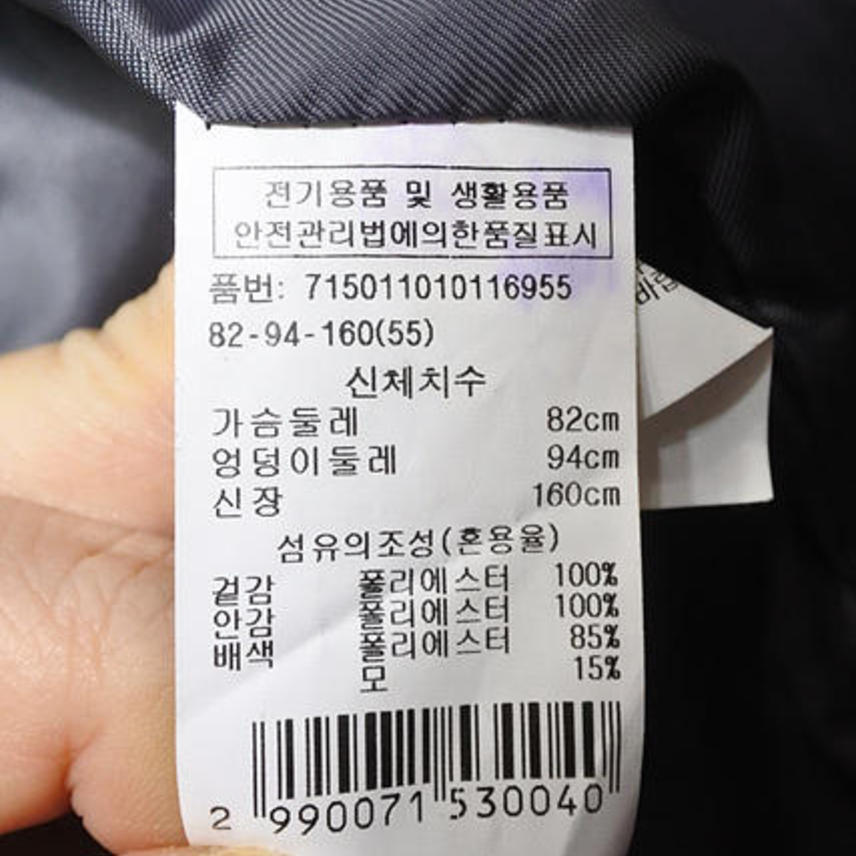 전기용품 및 생활용품
안전관리법에의한품질표시
품번: 715011010116955
82-94-160(55)
신체치수
가슴둘레 82cm
엉덩이둘레 94cm
신장 160cm
섬유의조성(혼용율)
겉감 폴리에스터 100%
안감 폴리에스터 100%
배색 폴리에스터 85%
모 15%
2 990071 530040